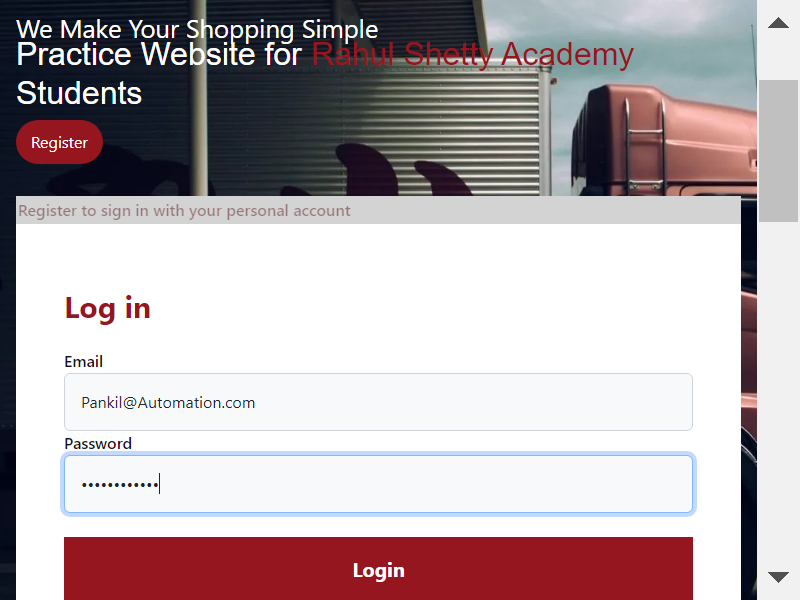 We Make Your Shopping Simple
Practice Website for Rahul Shetty Academy
Students
Register
Register to sign in with your personal account
Log in
Email
Pankil@Automation.com
Password
••••••••••••
Login